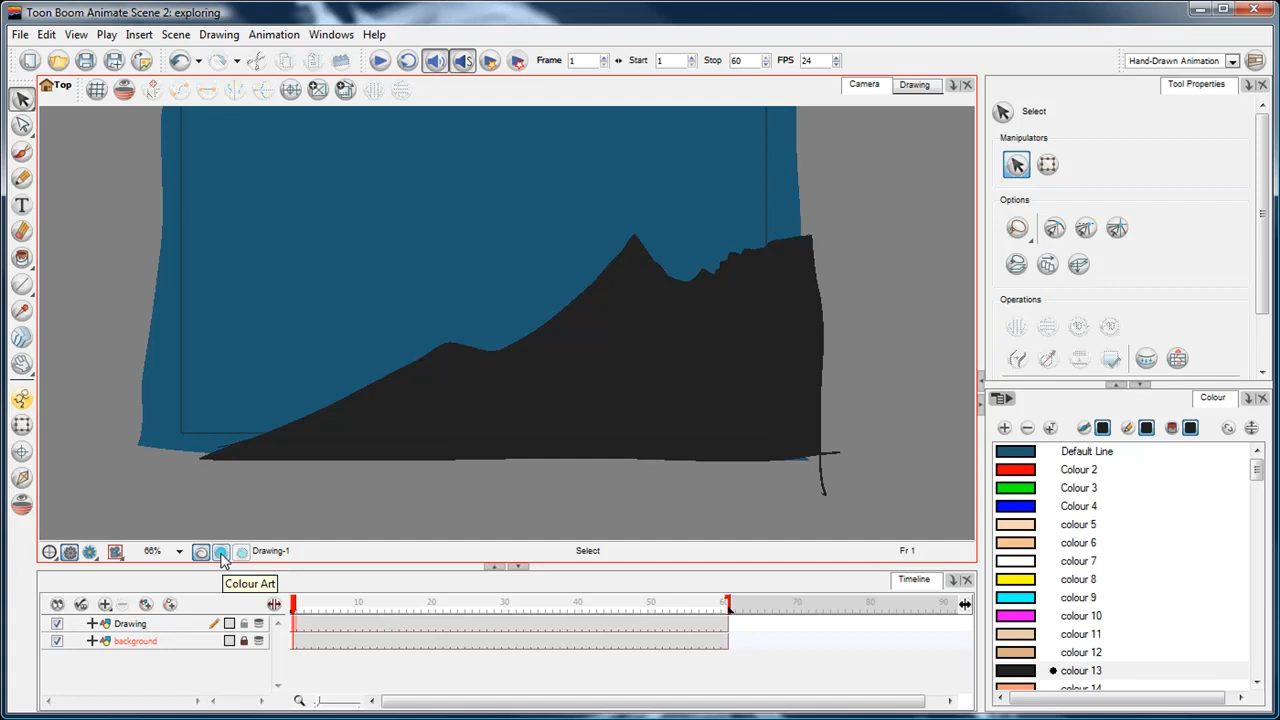 Toon Boom Animate Scene 2: exploring
File Edit View Play Insert Scene Drawing Animation Windows Help
Frame 1 Start 1 Stop 60 FPS 24 Hand-Drawn Animation
Top Camera Drawing
Tool Properties
Select
Manipulators
Options
Operations
Colour
Default Line
Colour 2
Colour 3
Colour 4
colour 5
colour 6
colour 7
colour 8
colour 9
colour 10
colour 11
colour 12
colour 13
colour 14
66% Drawing-1 Select Fr 1
Colour Art
Timeline
10 20 30 40 50 60 70 80 90
Drawing
background
T